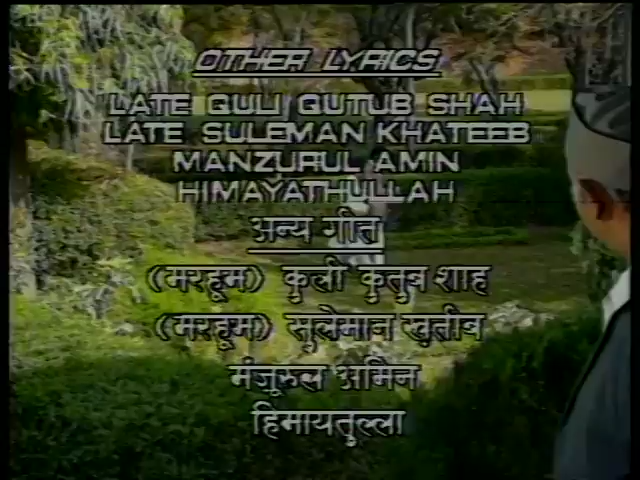 OTHER LYRICS
LATE QULI QUTUB SHAH
LATE SULEMAN KHATEEB
MANZURUL AMIN
HIMAYATHULLAH
अन्य गीत
(मरहूम) कुली कुतुब शाह
(मरहूम) सुलेमान खतीब
मंजूरुल अमिन
हिमायतुल्ला